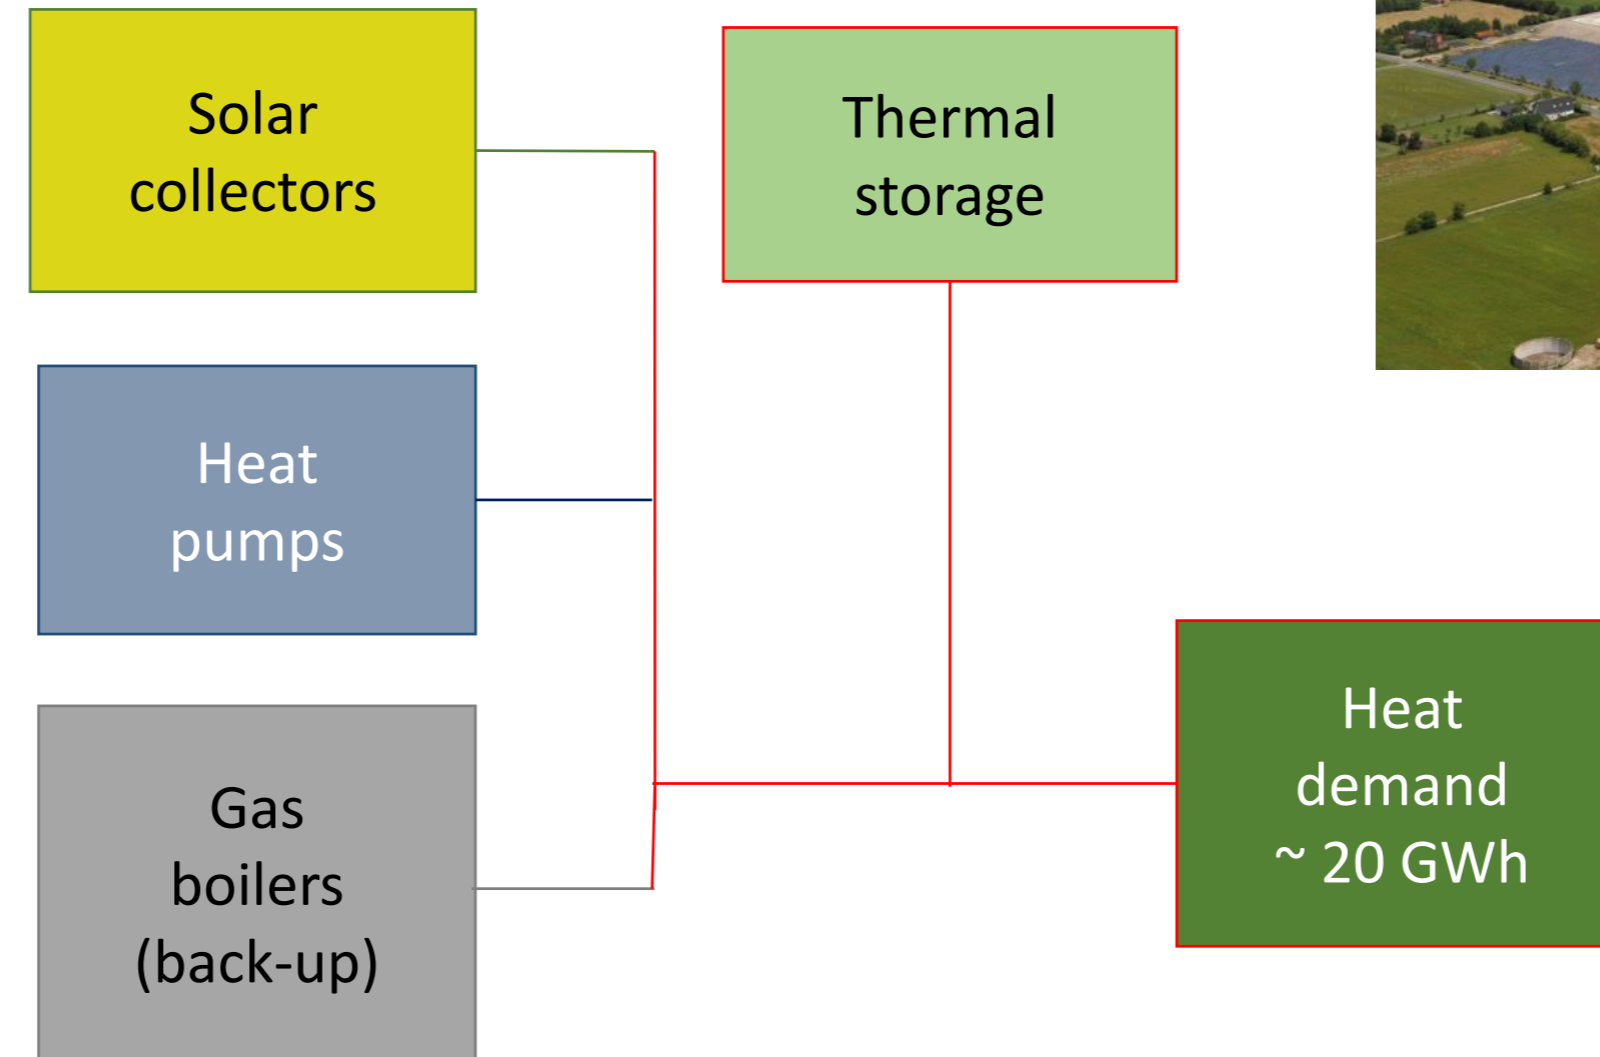 Solar
collectors
Thermal
storage
Heat
pumps
Gas
boilers
(back-up)
Heat
demand
~ 20 GWh